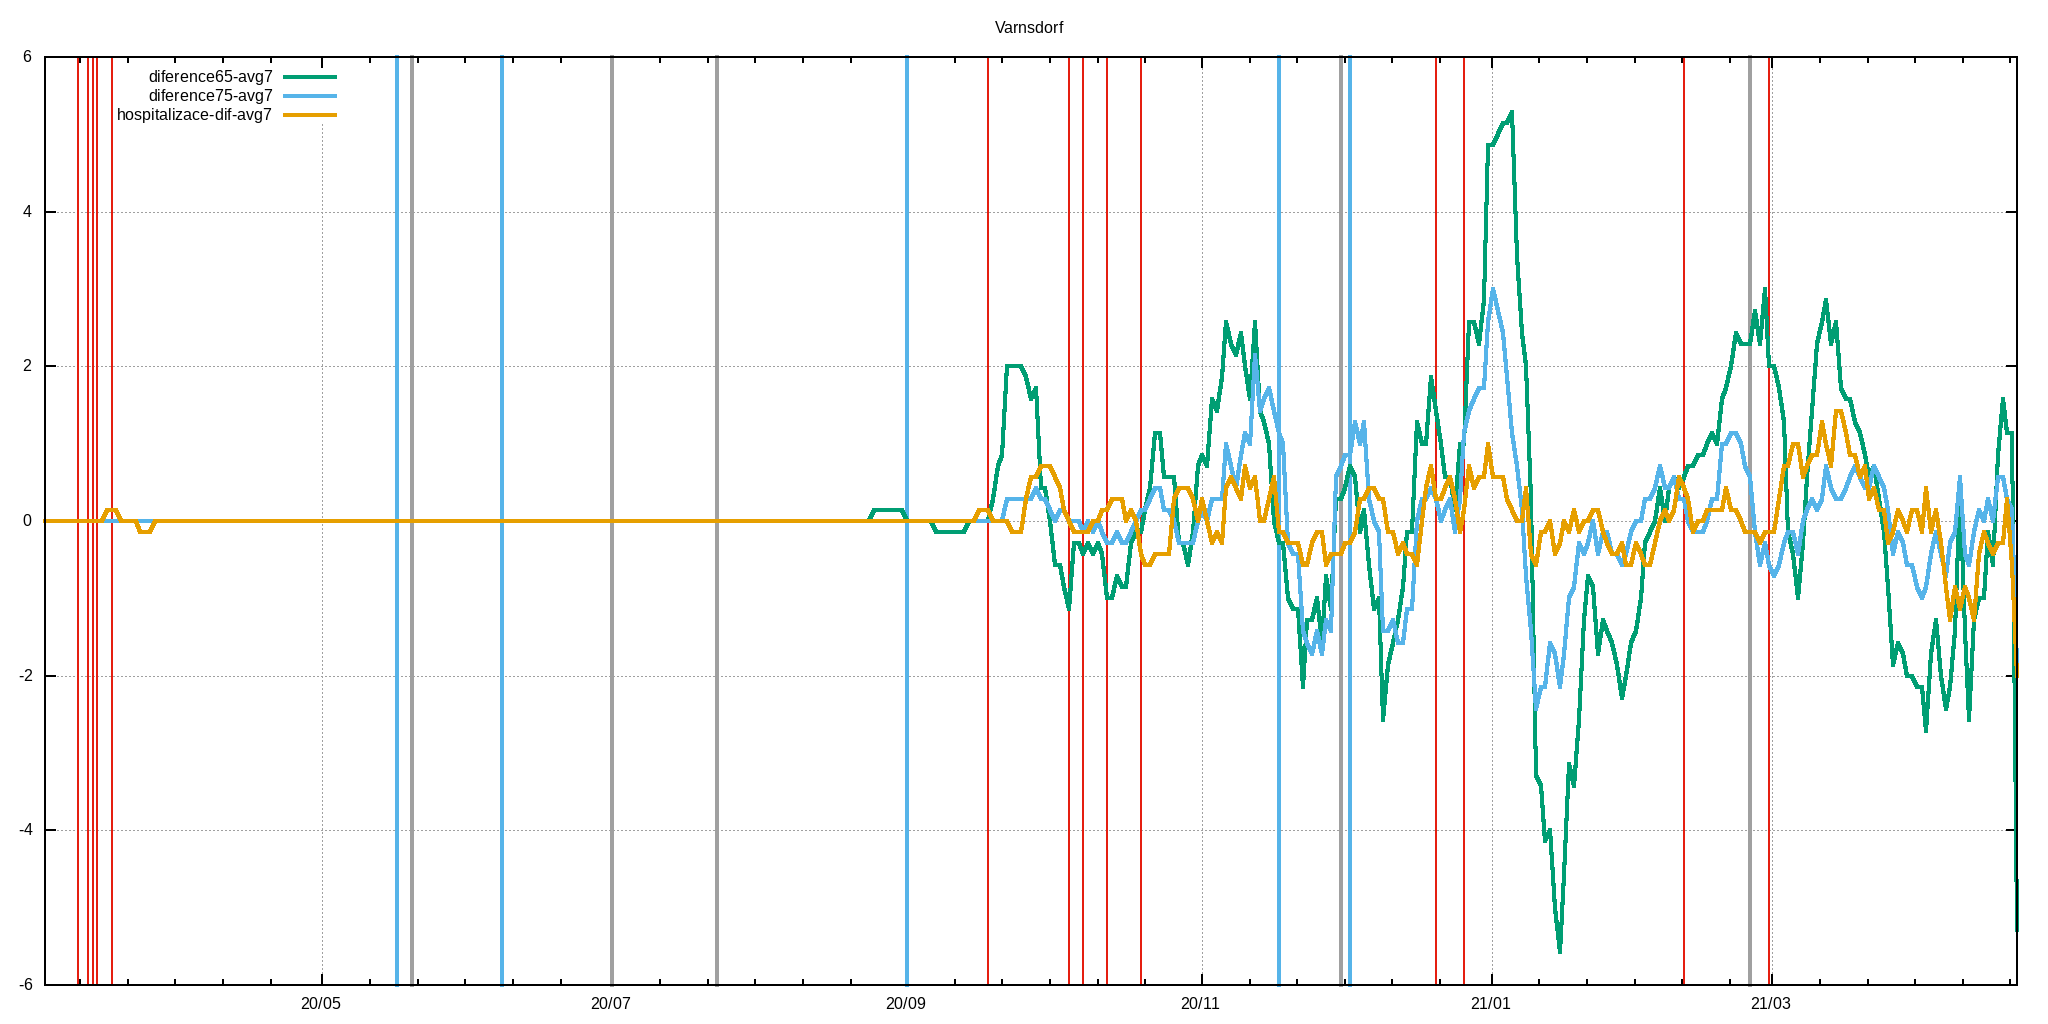 Varnsdorf
6
diference65-avg7
diference75-avg7
hospitalizace-dif-avg7
4
2
0
-2
-4
-6
20/05 20/07 20/09 20/11 21/01 21/03